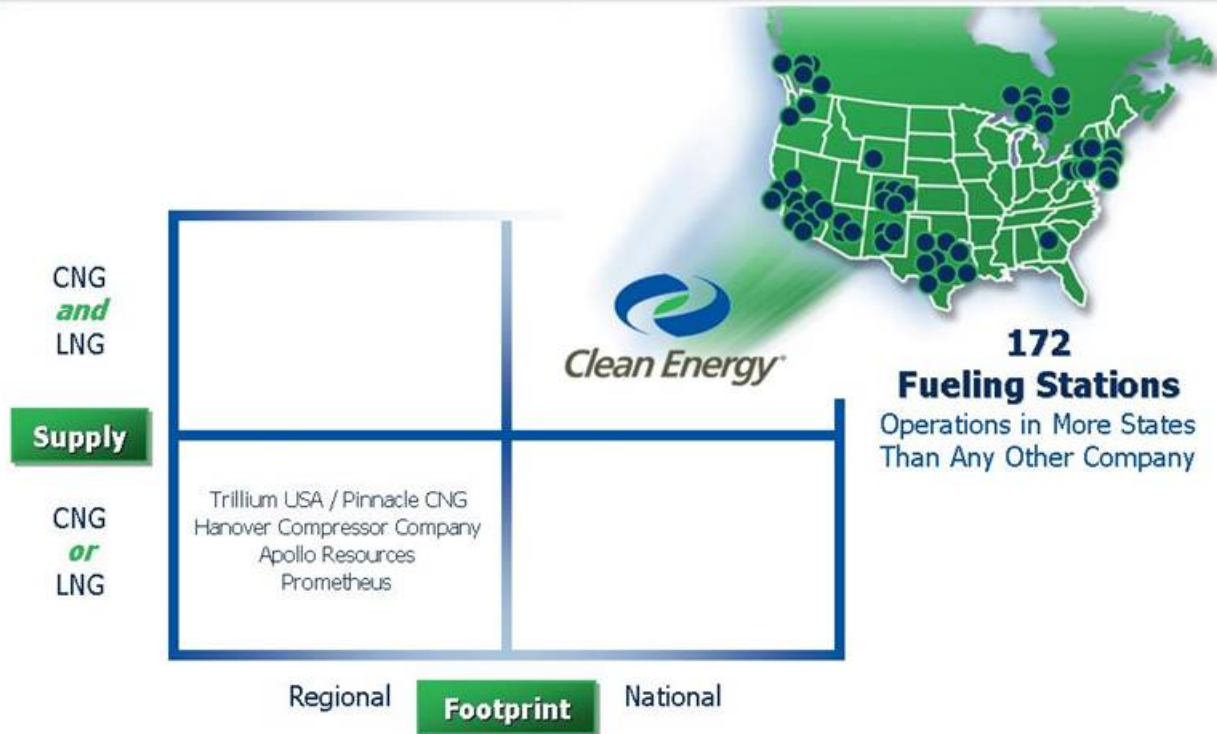 CNG
and
LNG
Supply
CNG
or
LNG
Trillium USA / Pinnacle CNG
Hanover Compressor Company
Apollo Resources
Prometheus
Clean Energy
172
Fueling Stations
Operations in More States
Than Any Other Company
Regional
Footprint
National